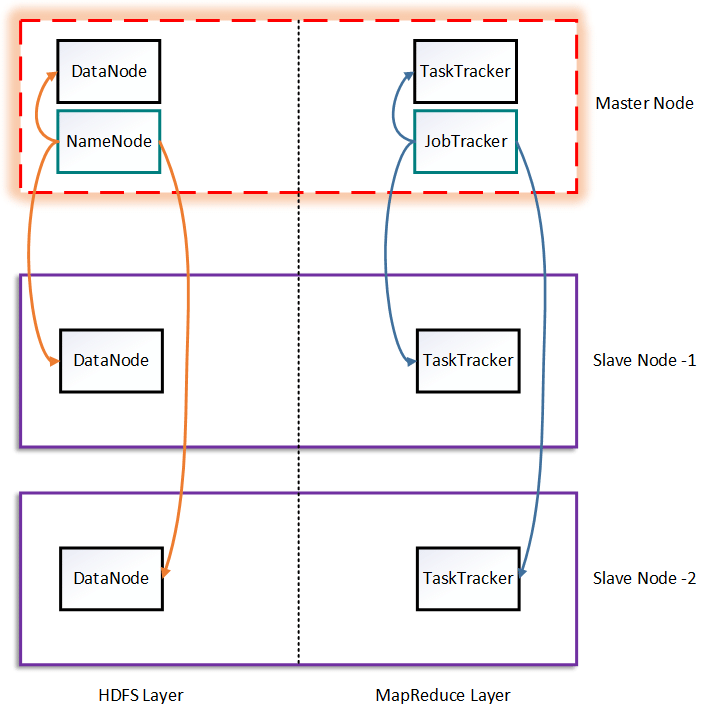 DataNode
TaskTracker
NameNode
JobTracker
Master Node
DataNode
TaskTracker
Slave Node -1
DataNode
TaskTracker
Slave Node -2
HDFS Layer
MapReduce Layer